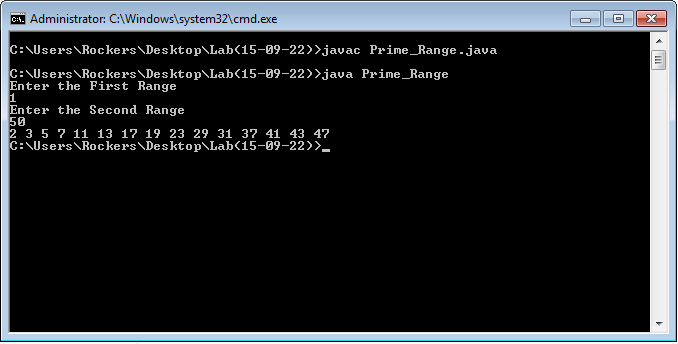 Administrator: C:\Windows\system32\cmd.exe
C:\Users\Rockers\Desktop\Lab(15-09-22)>javac Prime_Range.java
C:\Users\Rockers\Desktop\Lab(15-09-22)>java Prime_Range
Enter the First Range
1
Enter the Second Range
50
2 3 5 7 11 13 17 19 23 29 31 37 41 43 47
C:\Users\Rockers\Desktop\Lab(15-09-22)>_